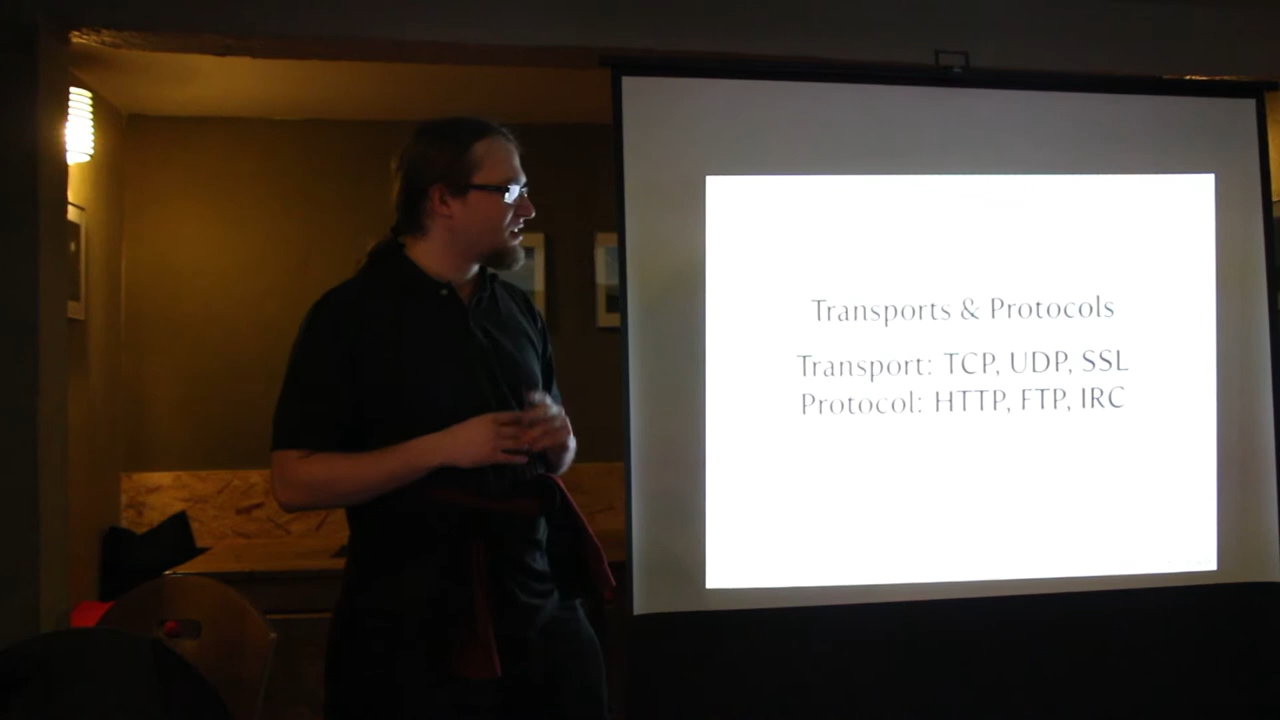 Transports & Protocols
Transport: TCP, UDP, SSL
Protocol: HTTP, FTP, IRC